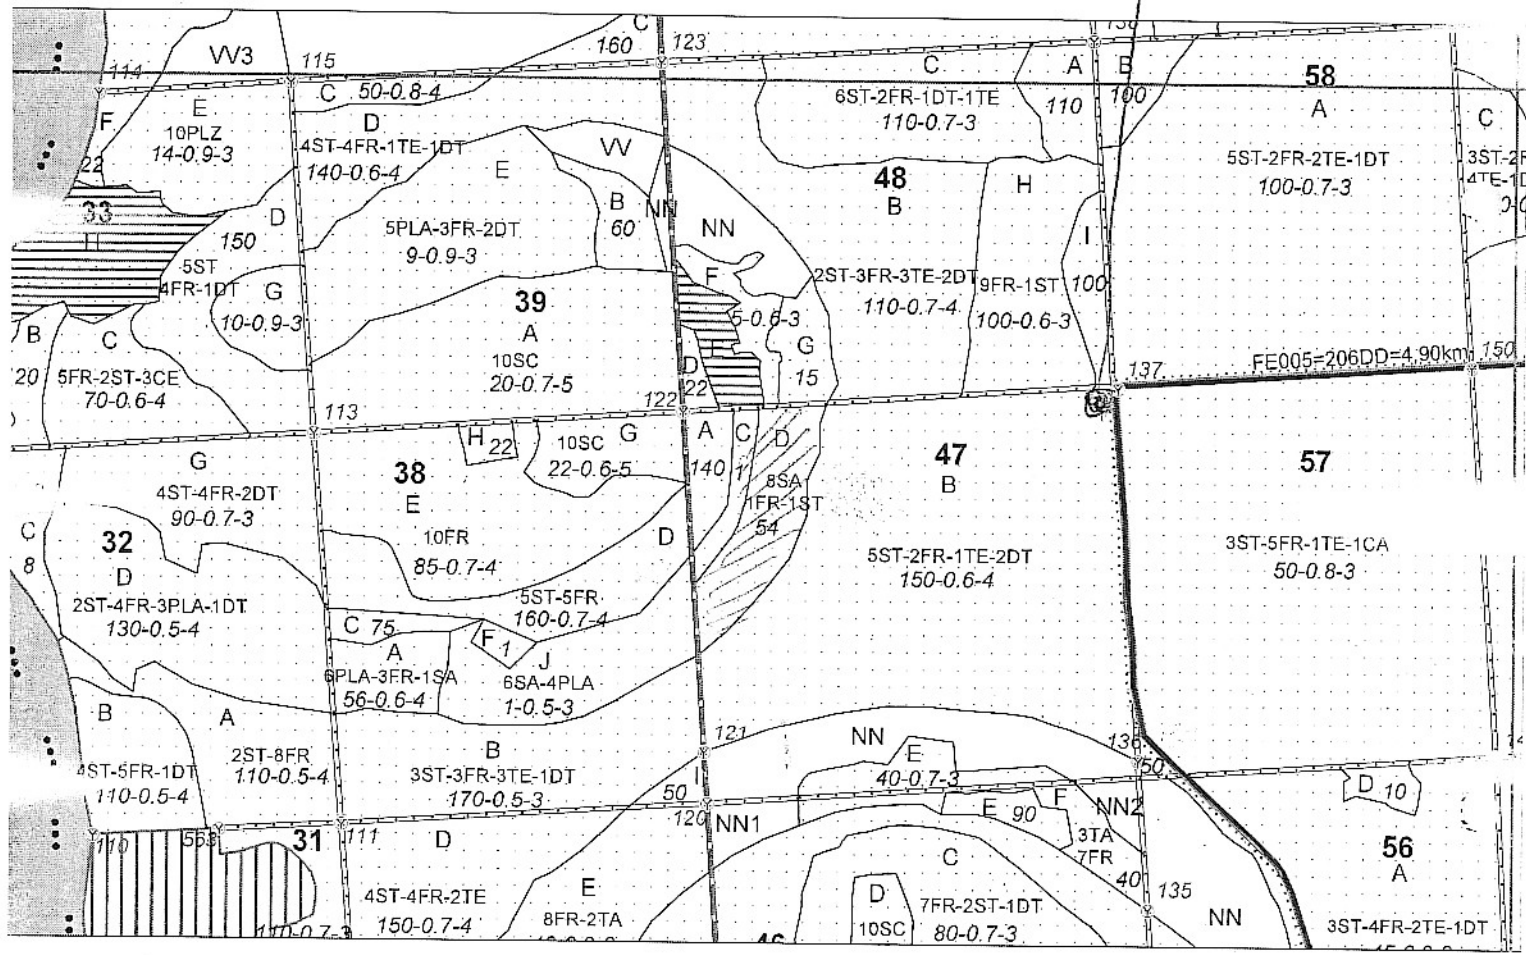 C
138
VV3
160
123
115
114
C
50-0.8-4
E
F
10PLZ
14-0.9-3
22
D
4ST-4FR-1TE-1DT
140-0.6-4
C
6ST-2FR-1DT-1TE
110-0.7-3
A
110
B
100
58
A
5ST-2FR-2TE-1DT
100-0.7-3
C
VV
E
B
60
NN
NN
48
B
H
I
100
33
H
D
150
5ST
4FR-1DT
5PLA-3FR-2DT
9-0.9-3
G
10-0.9-3
39
A
10SC
20-0.7-5
F
5-0.6-3
2ST-3FR-3TE-2DT
110-0.7-4
9FR-1ST
100-0.6-3
G
15
B
20
C
5FR-2ST-3CE
70-0.6-4
D
22
FE005=206DD=4,90km
150
137
122
113
H
22
10SC
G
22-0.6-5
A
140
C
1
D
8SA
1FR-1ST
54
47
B
57
G
4ST-4FR-2DT
90-0.7-3
38
E
10FR
85-0.7-4
D
C
8
32
D
2ST-4FR-3PLA-1DT
130-0.5-4
5ST-2FR-1TE-2DT
150-0.6-4
3ST-5FR-1TE-1CA
50-0.8-3
5ST-5FR
160-0.7-4
C 75
F 1
A
6PLA-3FR-1SA
56-0.6-4
J
6SA-4PLA
1-0.5-3
B
A
4ST-5FR-1DT
110-0.5-4
2ST-8FR
110-0.5-4
B
3ST-3FR-3TE-1DT
170-0.5-3
121
I
50
120
NN
E
40-0.7-3
136
50
D
10
NN1
E
90
F
NN2
3TA
7FR
40
135
110
553
31
111
D
4ST-4FR-2TE
150-0.7-4
110-0.7-3
E
8FR-2TA
C
D
10SC
7FR-2ST-1DT
80-0.7-3
46
NN
56
A
3ST-4FR-2TE-1DT